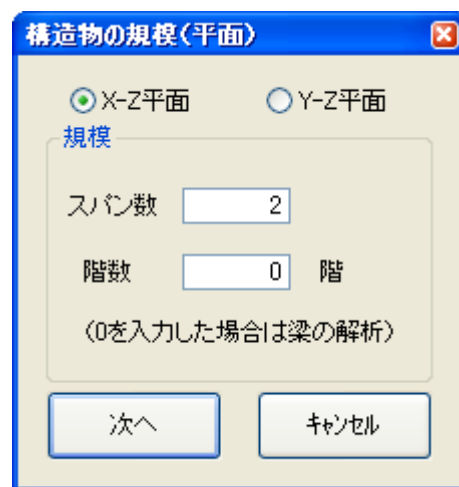 構造物の規模(平面)
X-Z平面 Y-Z平面
規模
スパン数 2
階数 0 階
(0を入力した場合は梁の解析)
次へ ｷｬﾝｾﾙ